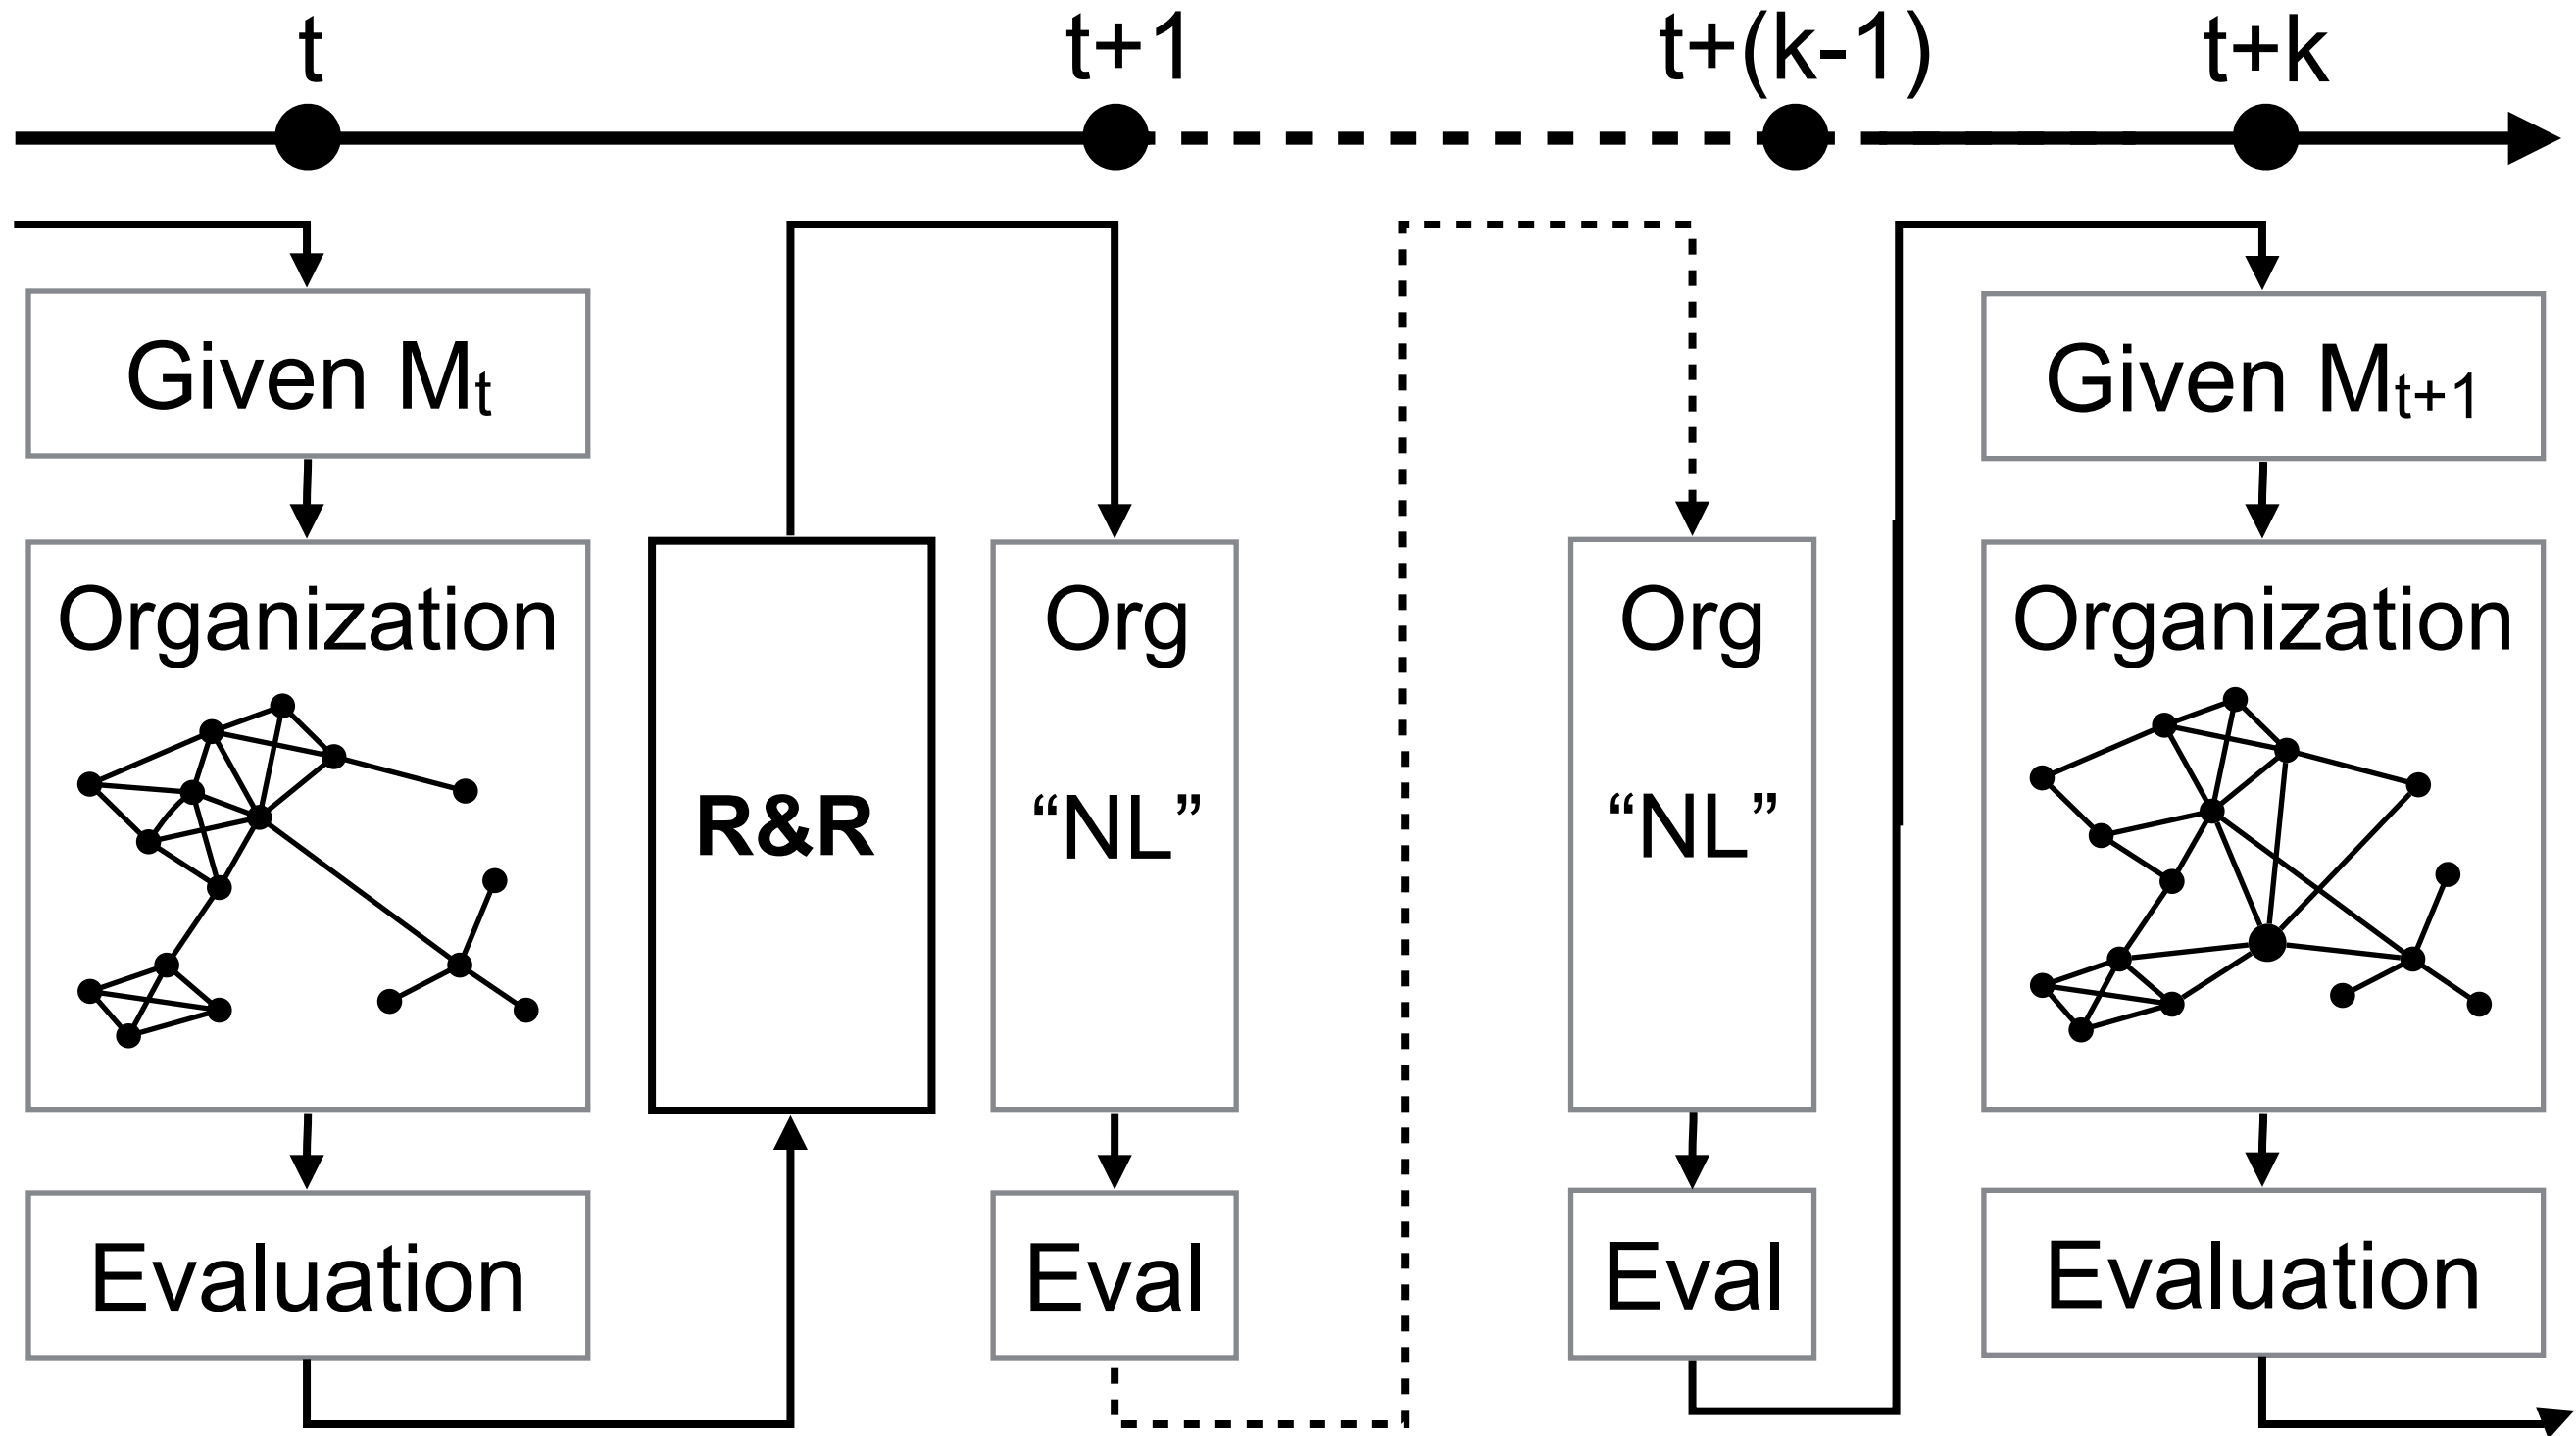 t
t+1
t+(k-1)
t+k
Given Mt
Organization
Evaluation
R&R
Org
“NL”
Eval
Org
“NL”
Eval
Given Mt+1
Organization
Evaluation